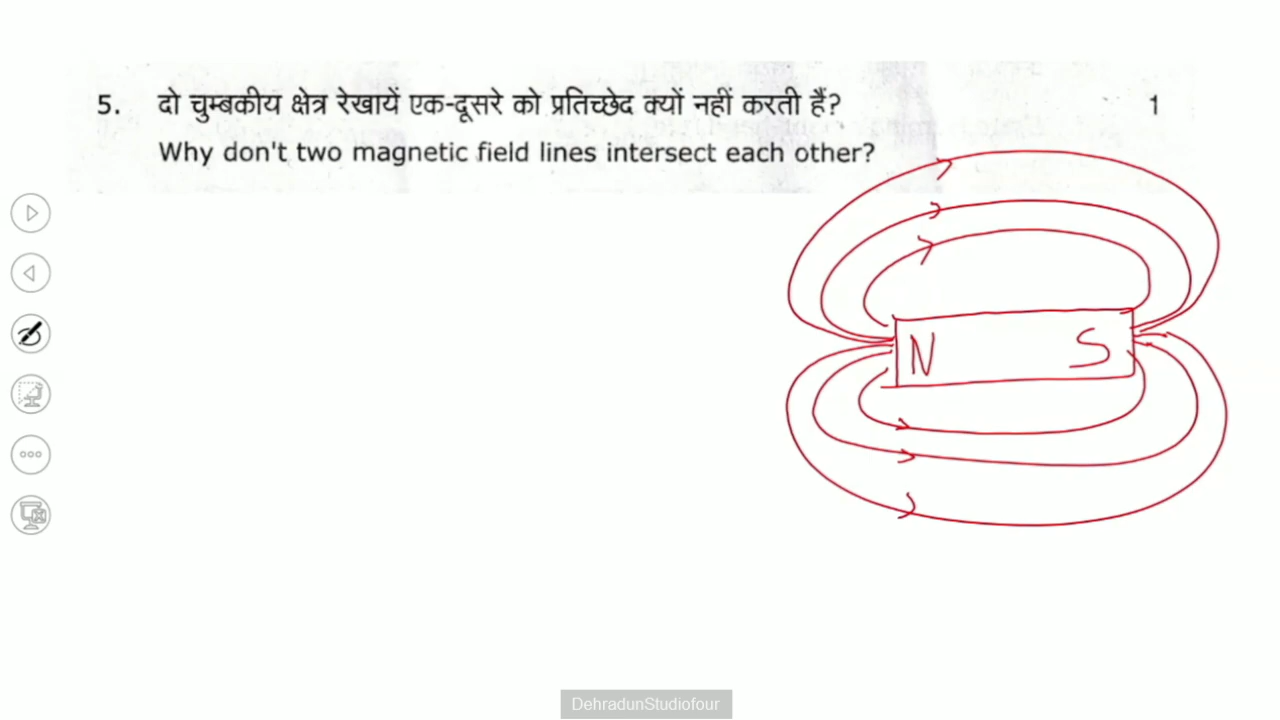 5. दो चुम्बकीय क्षेत्र रेखायें एक-दूसरे को प्रतिच्छेद क्यों नहीं करती हैं? 1
Why don't two magnetic field lines intersect each other?
N S
DehradunStudiofour